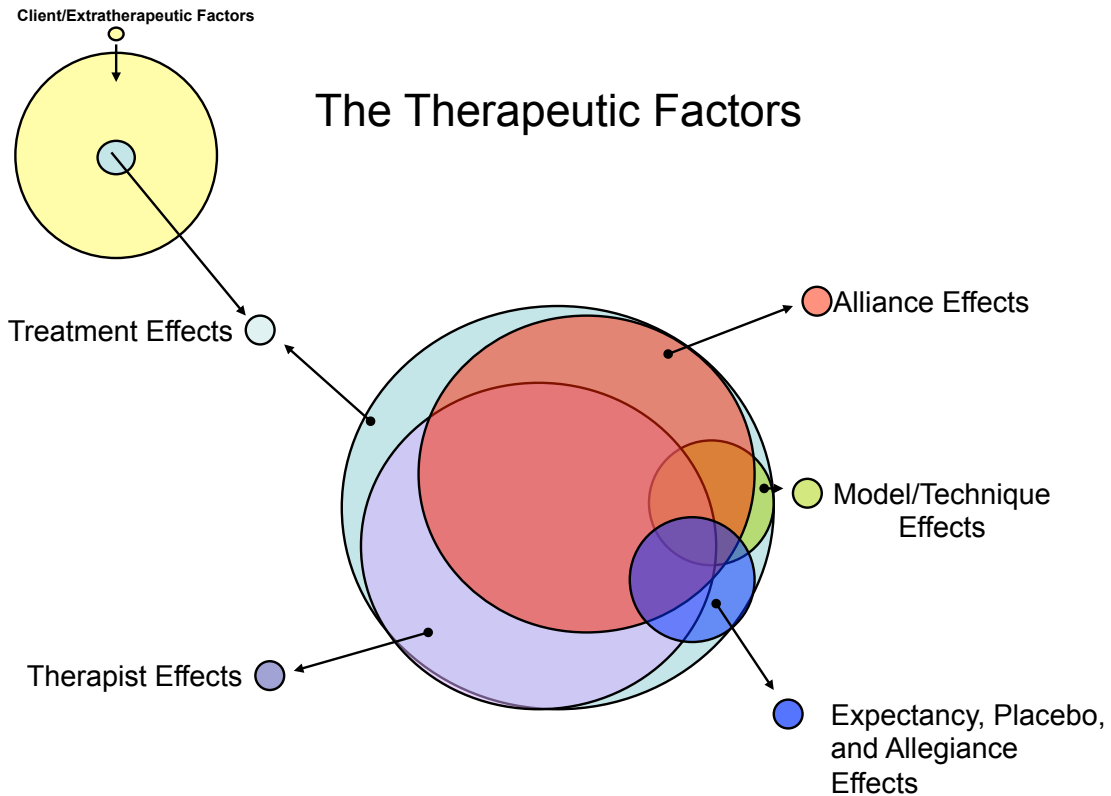 Client/Extratherapeutic Factors
The Therapeutic Factors
Treatment Effects
Alliance Effects
Model/Technique
Effects
Therapist Effects
Expectancy, Placebo,
and Allegiance
Effects